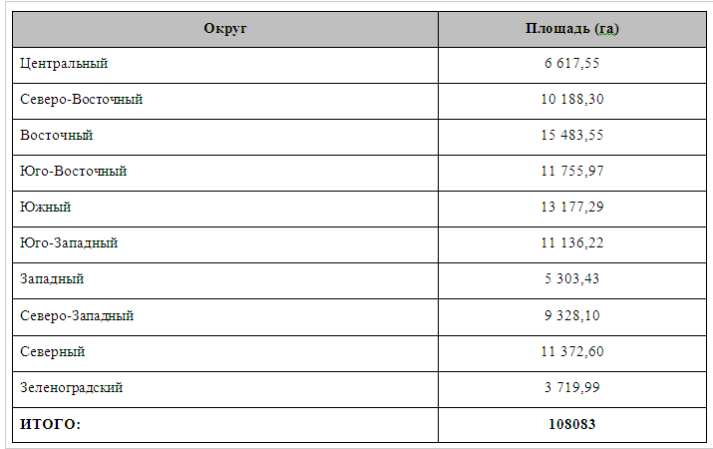 Округ Площадь (га)
Центральный 6 617,55
Северо-Восточный 10 188,30
Восточный 15 483,55
Юго-Восточный 11 755,97
Южный 13 177,29
Юго-Западный 11 136,22
Западный 5 303,43
Северо-Западный 9 328,10
Северный 11 372,60
Зеленоградский 3 719,99
ИТОГО: 108083